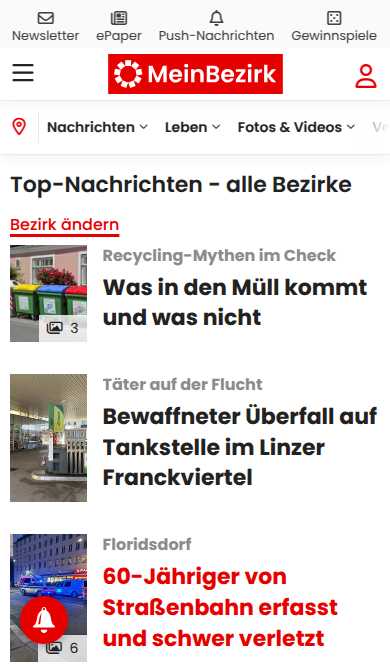 Newsletter
ePaper
Push-Nachrichten
Gewinnspiele
MeinBezirk
Nachrichten
Leben
Fotos & Videos
Top-Nachrichten - alle Bezirke
Bezirk ändern
Recycling-Mythen im Check
Was in den Müll kommt
und was nicht
3
Täter auf der Flucht
Bewaffneter Überfall auf
Tankstelle im Linzer
Franckviertel
Floridsdorf
60-Jähriger von
Straßenbahn erfasst
und schwer verletzt
6